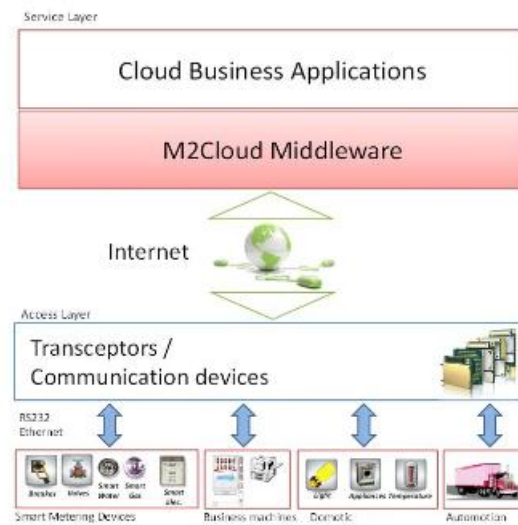 Service Layer
Cloud Business Applications
M2Cloud Middleware
Internet
Access Layer
Transceptors /
Communication devices
RS232
Ethernet
Breaker
Valves
Smart
Water
Smart
Gas
Smart
Elec.
Light
Appliances
Temperature
Smart Metering Devices
Business machines
Domotic
Automotion